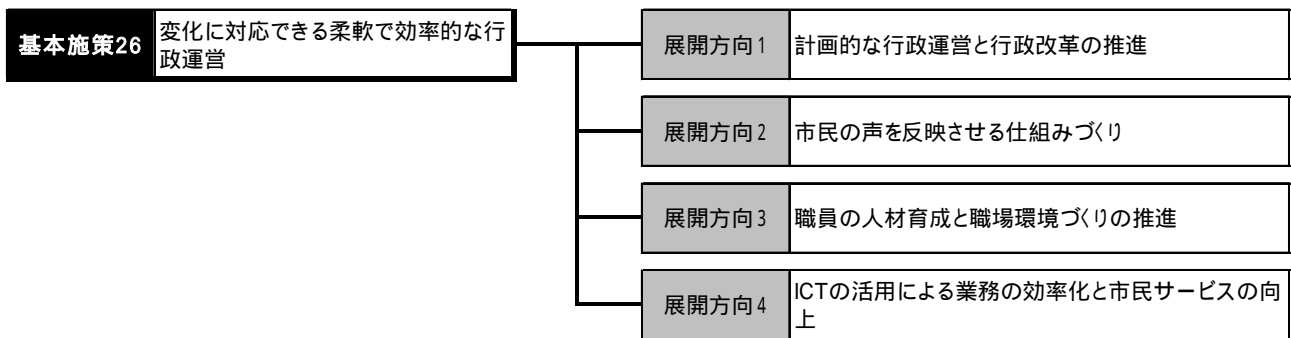 基本施策26
変化に対応できる柔軟で効率的な行
政運営
展開方向1
計画的な行政運営と行政改革の推進
展開方向2
市民の声を反映させる仕組みづくり
展開方向3
職員の人材育成と職場環境づくりの推進
展開方向4
ICTの活用による業務の効率化と市民サービスの向
上